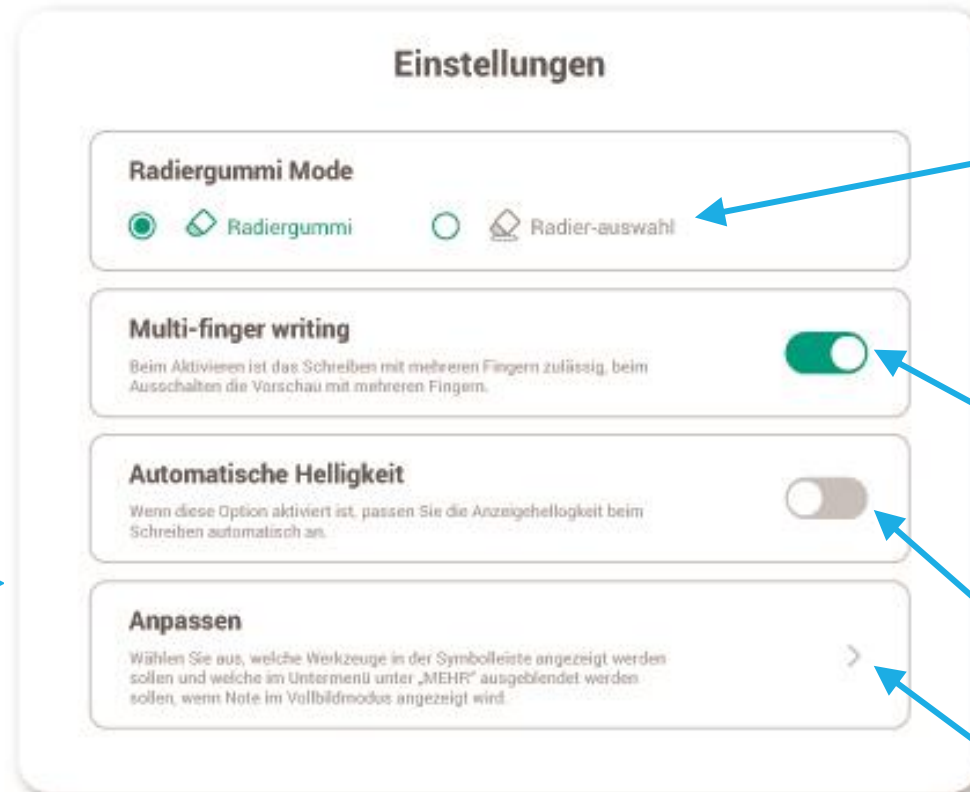 Einstellungen
Radiergummi Mode
Radiergummi
Radier-auswahl
Multi-finger writing
Beim Aktivieren ist das Schreiben mit mehreren Fingern zulässig, beim
Ausschalten die Vorschau mit mehreren Fingern.
Automatische Helligkeit
Wenn diese Option aktiviert ist, passen Sie die Anzeigehellogkeit beim
Schreiben automatisch an.
Anpassen
Wählen Sie aus, welche Werkzeuge in der Symbolleiste angezeigt werden
sollen und welche im Untermenü unter „MEHR“ ausgeblendet werden
sollen, wenn Note im Vollbildmodus angezeigt wird.